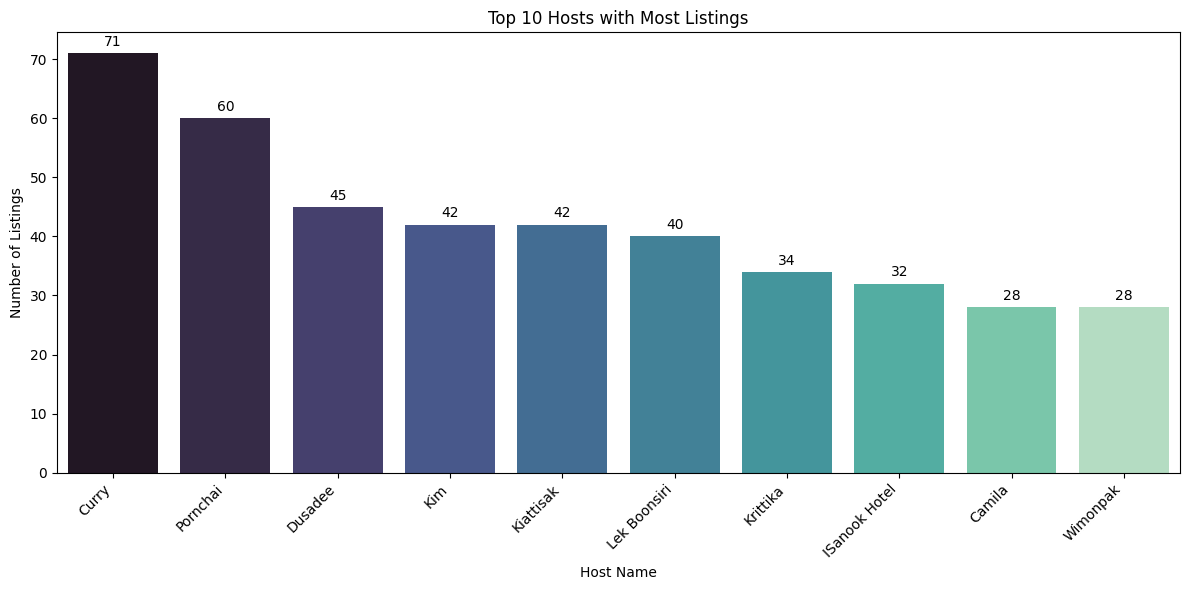 Top 10 Hosts with Most Listings
Number of Listings
70
60
50
40
30
20
10
0
71
60
45
42
42
40
34
32
28
28
Curry
Pornchai
Dusadee
Kim
Kiattisak
Lek Boonsiri
Krittika
ISanook Hotel
Camila
Wimonpak
Host Name